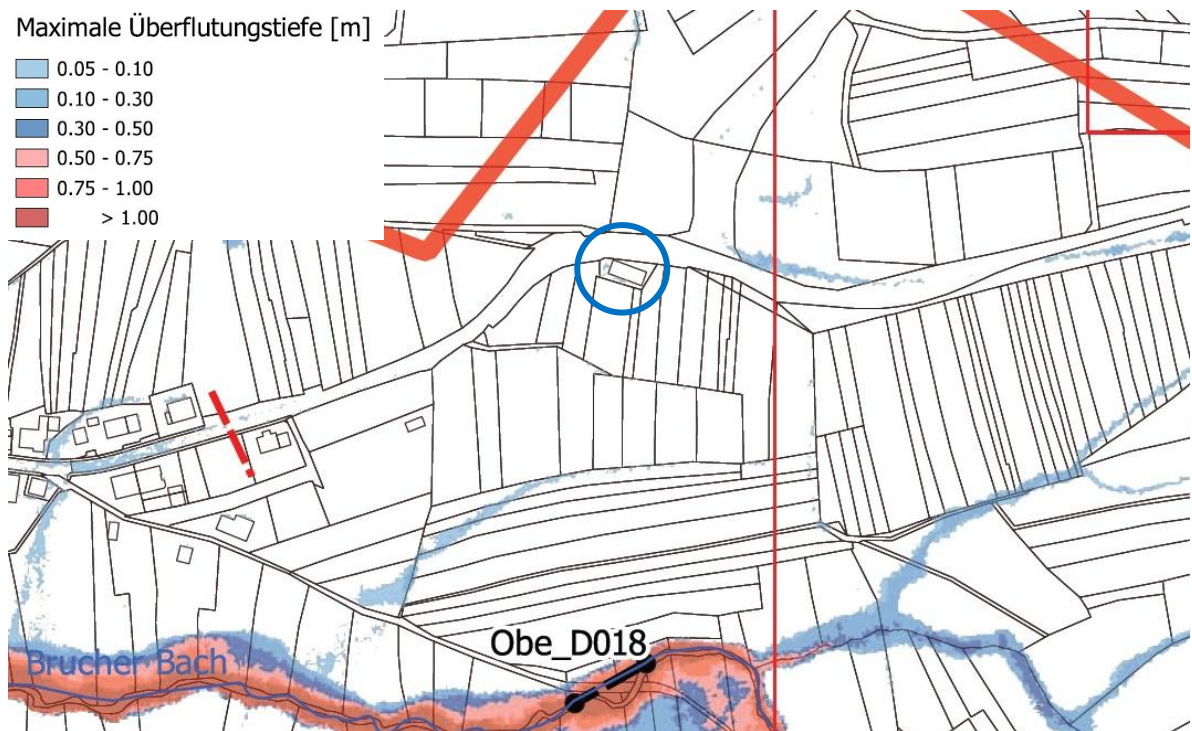 Maximale Überflutungstiefe [m]
0.05 - 0.10
0.10 - 0.30
0.30 - 0.50
0.50 - 0.75
0.75 - 1.00
> 1.00
Obe_D018
Brucher Bach